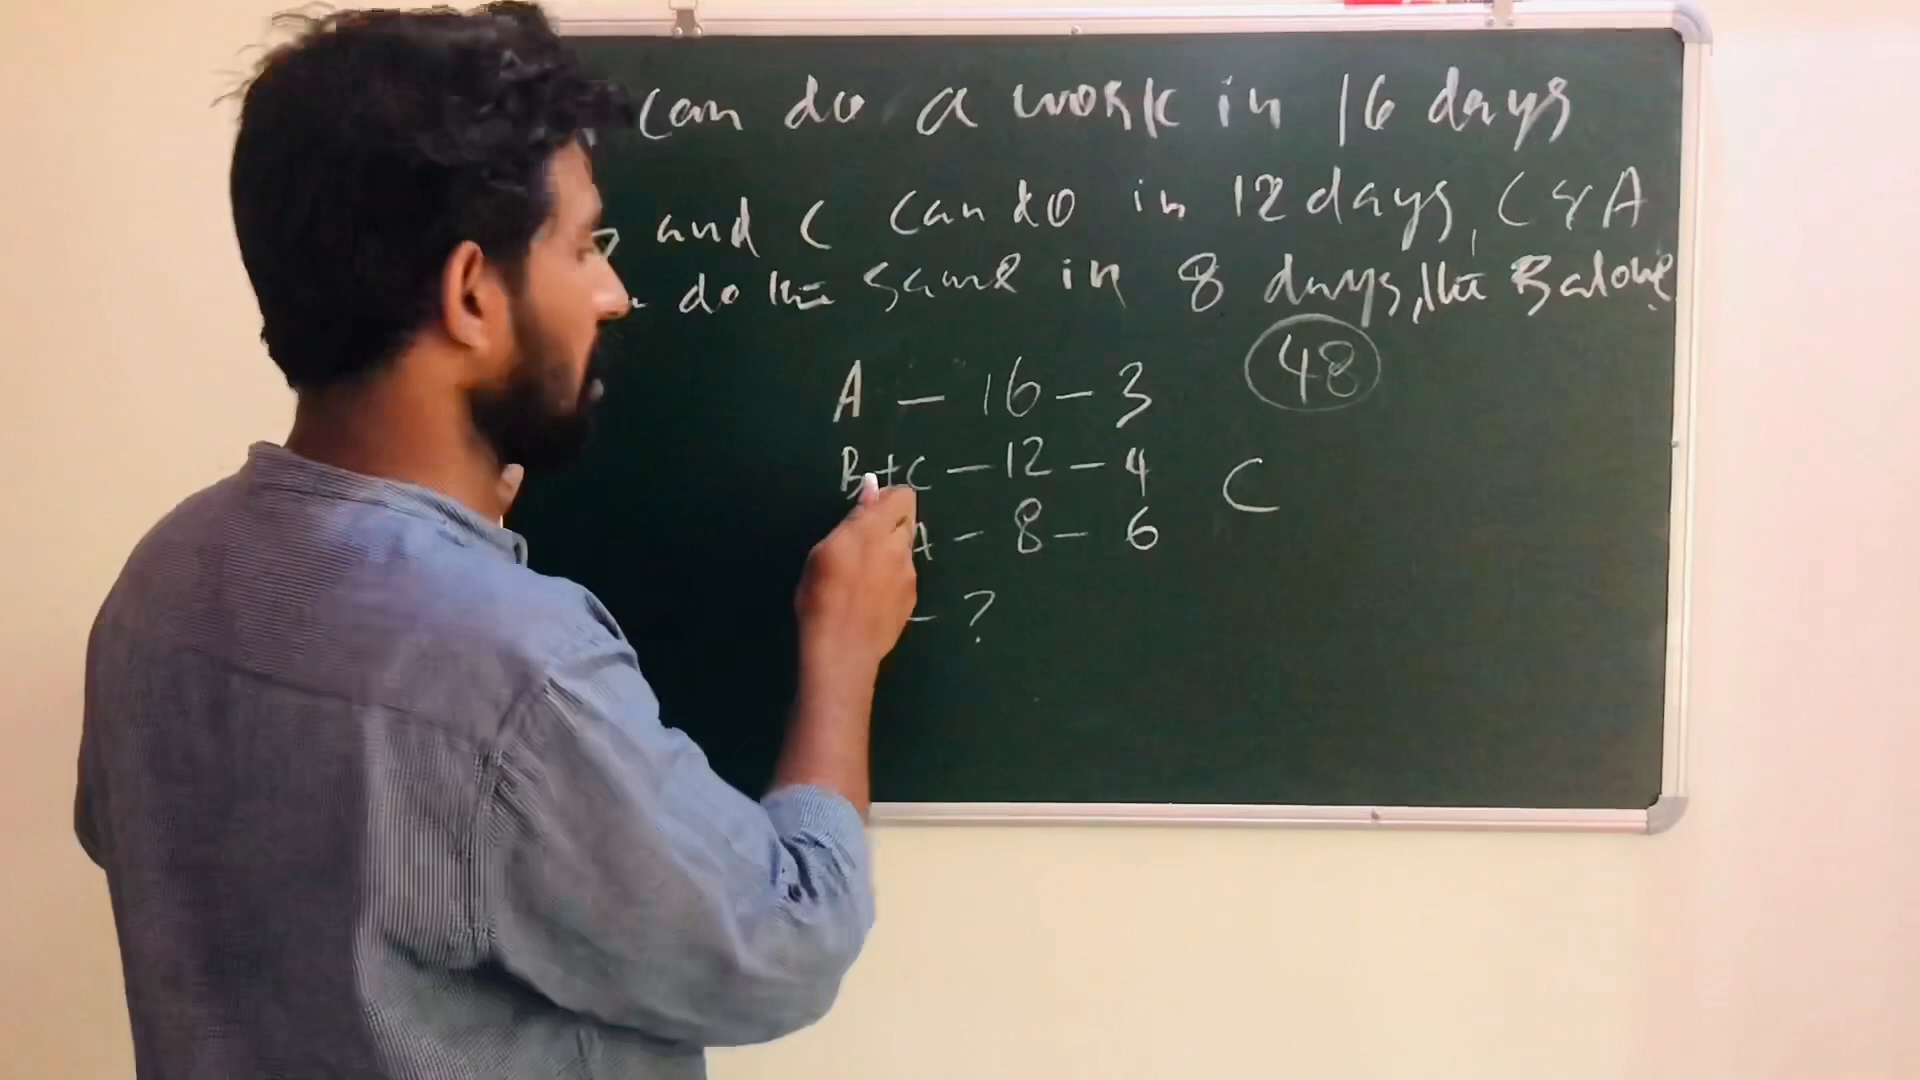 can do a work in 16 days
and C can do in 12 days, C & A
do the same in 8 days, the B alone
A - 16 - 3
48
B+C - 12 - 4
C
A - 8 - 6
- ?